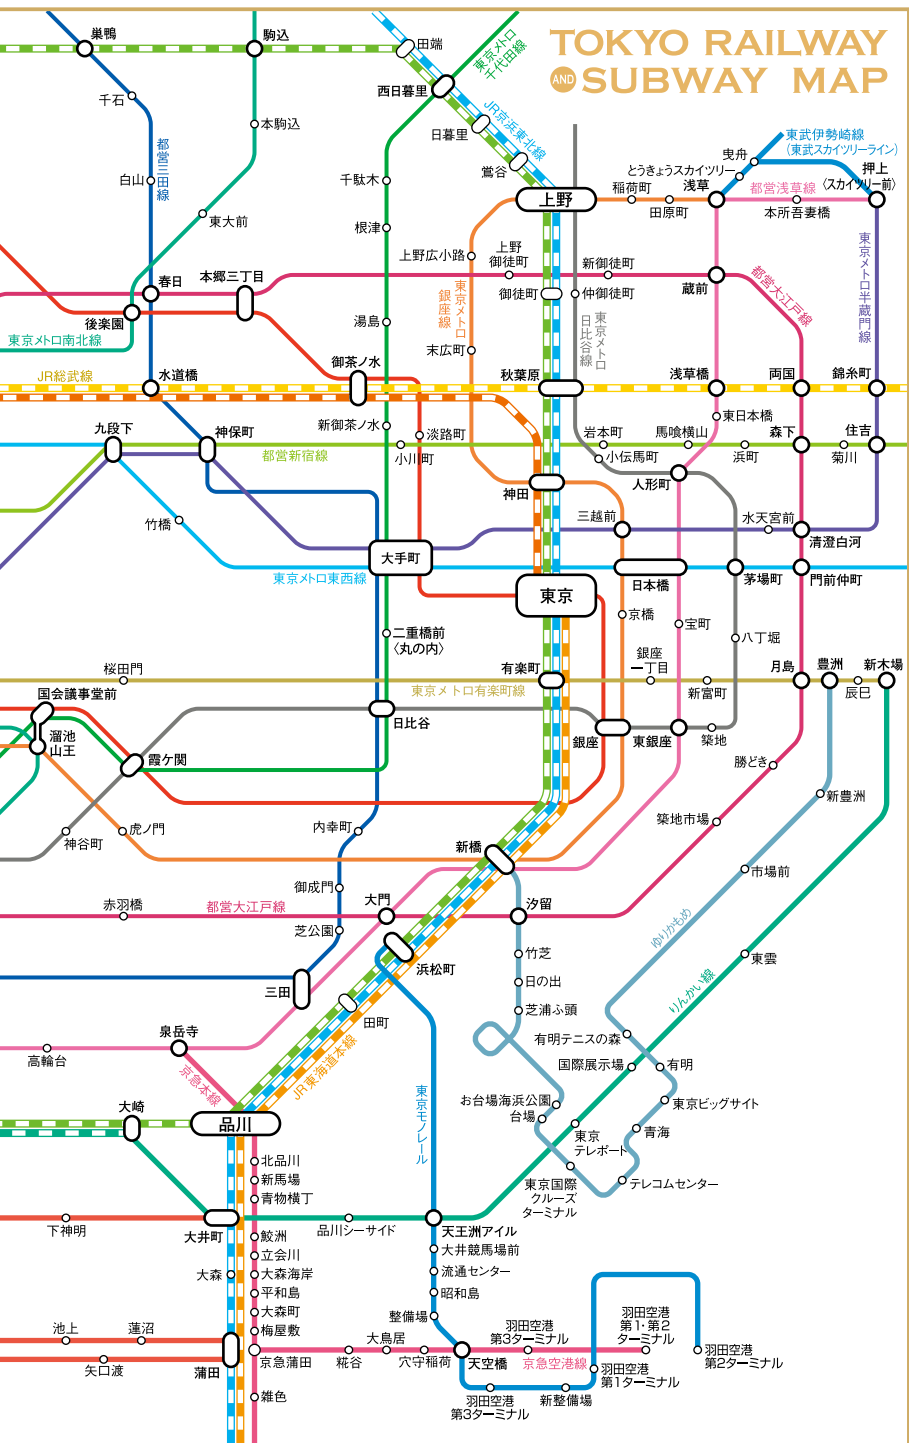 TOKYO RAILWAY
AND SUBWAY MAP
巣鴨
駒込
田端
東京メトロ
千代田線
西日暮里
JR京浜東北線
千石
本駒込
都営三田線
日暮里
鶯谷
白山
千駄木
東大前
根津
上野
東武伊勢崎線
(東武スカイツリーライン)
曳舟
押上
〈スカイツリー前〉
とうきょうスカイツリー
稲荷町
浅草
都営浅草線
田原町
本所吾妻橋
上野広小路
上野
御徒町
新御徒町
蔵前
都営大江戸線
東京メトロ半蔵門線
春日
本郷三丁目
後楽園
東京メトロ南北線
湯島
東京メトロ
銀座線
御徒町
仲御徒町
東京メトロ
日比谷線
末広町
JR総武線
水道橋
御茶ノ水
秋葉原
浅草橋
両国
錦糸町
東日本橋
九段下
神保町
新御茶ノ水
淡路町
岩本町
馬喰横山
森下
住吉
都営新宿線
小川町
小伝馬町
浜町
菊川
人形町
神田
竹橋
三越前
水天宮前
清澄白河
大手町
東京メトロ東西線
東京
日本橋
茅場町
門前仲町
京橋
宝町
二重橋前
〈丸の内〉
八丁堀
桜田門
有楽町
銀座
一丁目
月島
豊洲
新木場
東京メトロ有楽町線
新富町
辰巳
国会議事堂前
日比谷
溜池
山王
霞ケ関
銀座
東銀座
築地
勝どき
新豊洲
神谷町
虎ノ門
内幸町
新橋
築地市場
市場前
御成門
赤羽橋
都営大江戸線
大門
汐留
芝公園
ゆりかもめ
浜松町
竹芝
東雲
りんかい線
三田
日の出
田町
芝浦ふ頭
泉岳寺
有明テニスの森
高輪台
京急本線
JR東海道本線
国際展示場
有明
東京モノレール
お台場海浜公園
台場
東京ビッグサイト
大崎
品川
東京
テレポート
青海
北品川
新馬場
青物横丁
東京国際
クルーズ
ターミナル
テレコムセンター
下神明
大井町
品川シーサイド
天王洲アイル
鮫洲
立会川
大井競馬場前
大森
大森海岸
流通センター
平和島
昭和島
大森町
整備場
池上
蓮沼
梅屋敷
大鳥居
羽田空港
第3ターミナル
羽田空港
第1・第2
ターミナル
矢口渡
蒲田
京急蒲田
糀谷
穴守稲荷
天空橋
京急空港線
羽田空港
第2ターミナル
羽田空港
第1ターミナル
雑色
羽田空港
第3ターミナル
新整備場